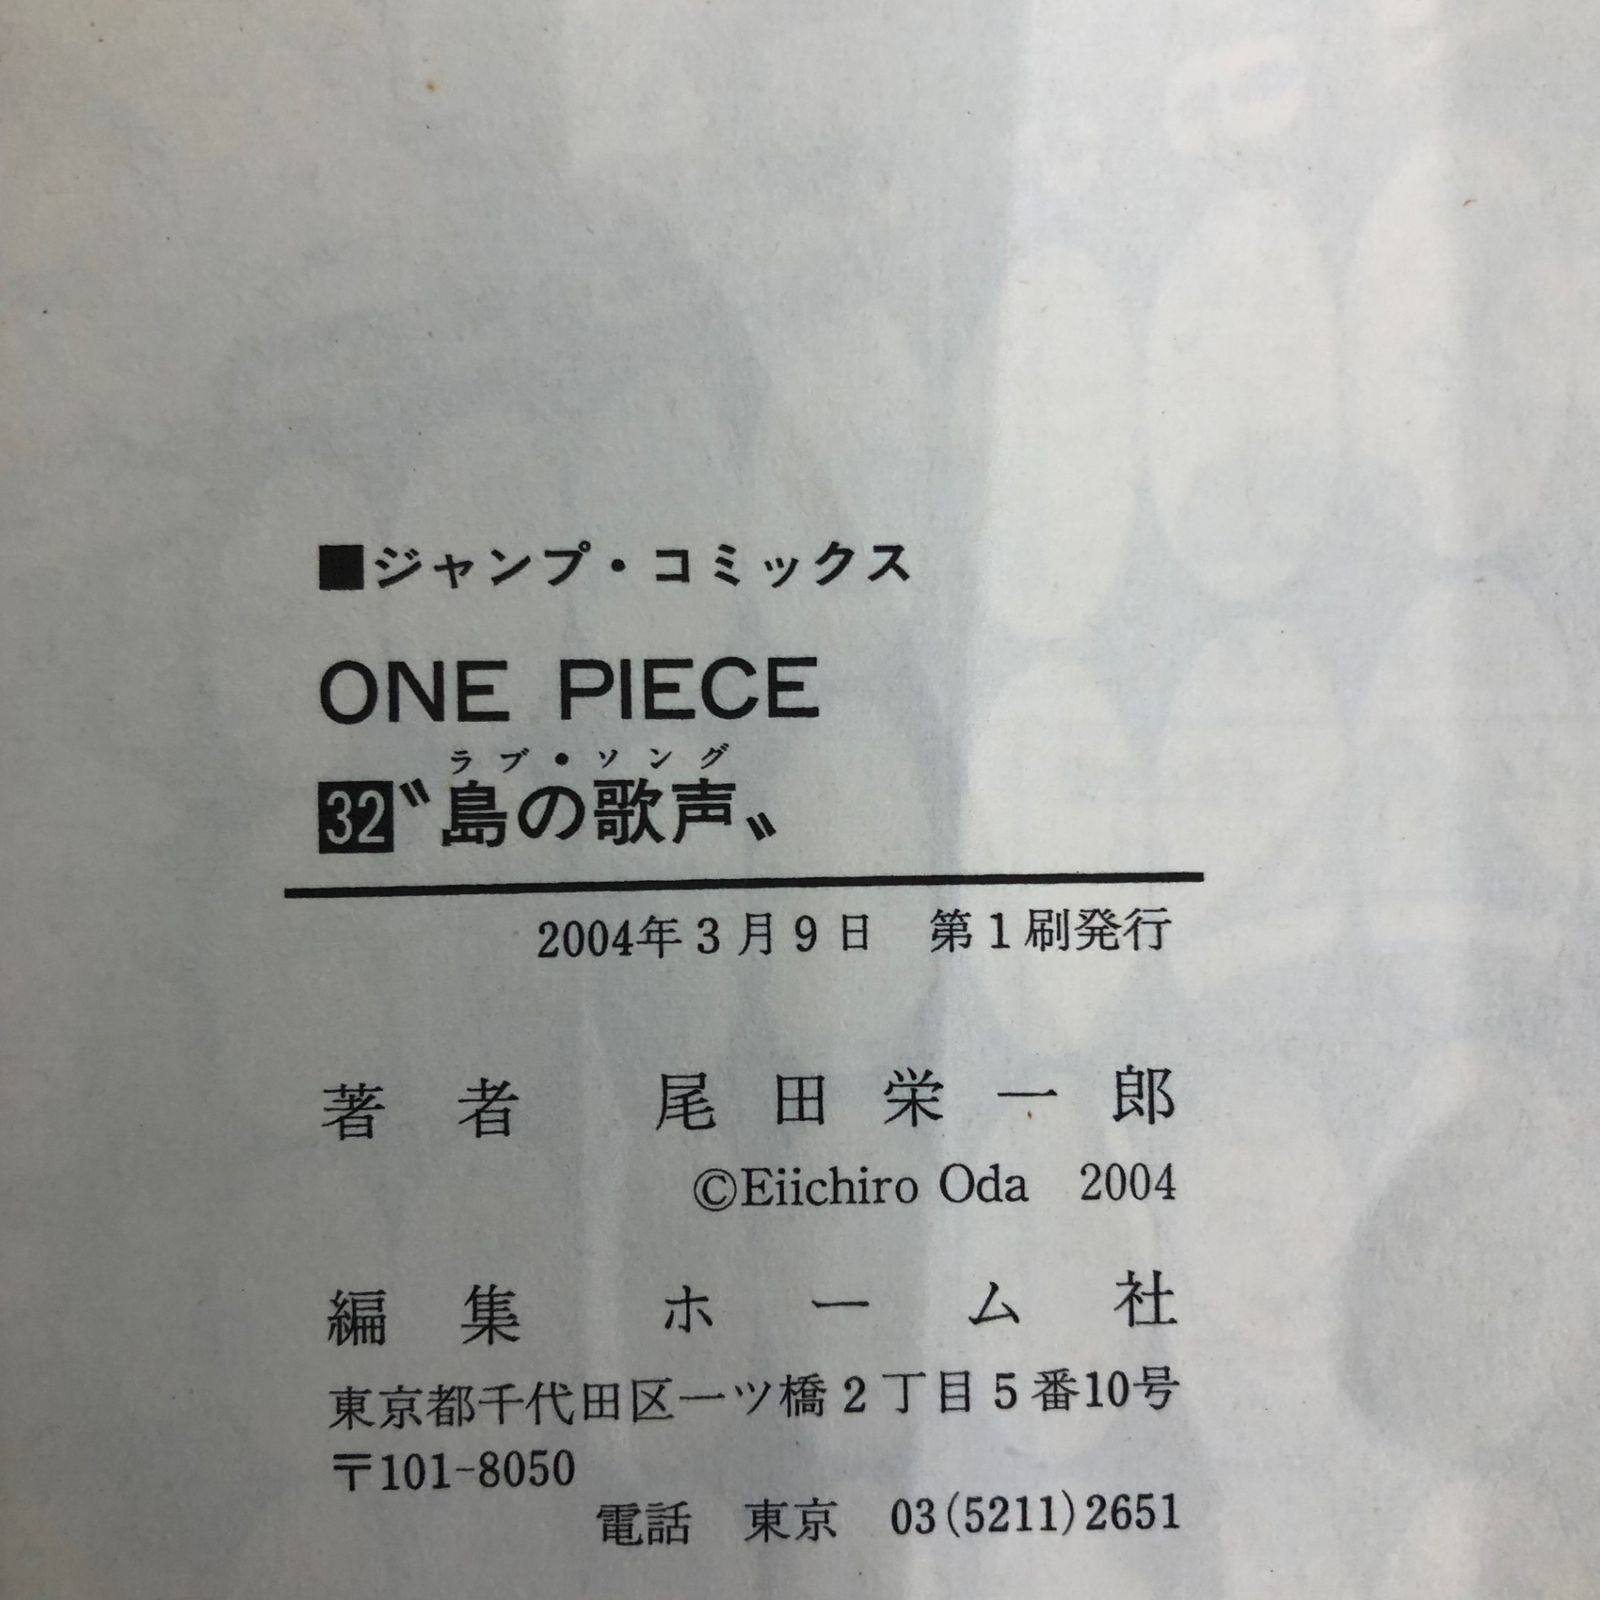 ■ジャンプ・コミックス
ONE PIECE
ラブ・ソング
32〝島の歌声〟
2004年3月9日　第1刷発行
著者　尾田栄一郎
©Eiichiro Oda　2004
編集　ホーム社
東京都千代田区一ツ橋2丁目5番10号
〒101-8050
電話　東京　03(5211)2651